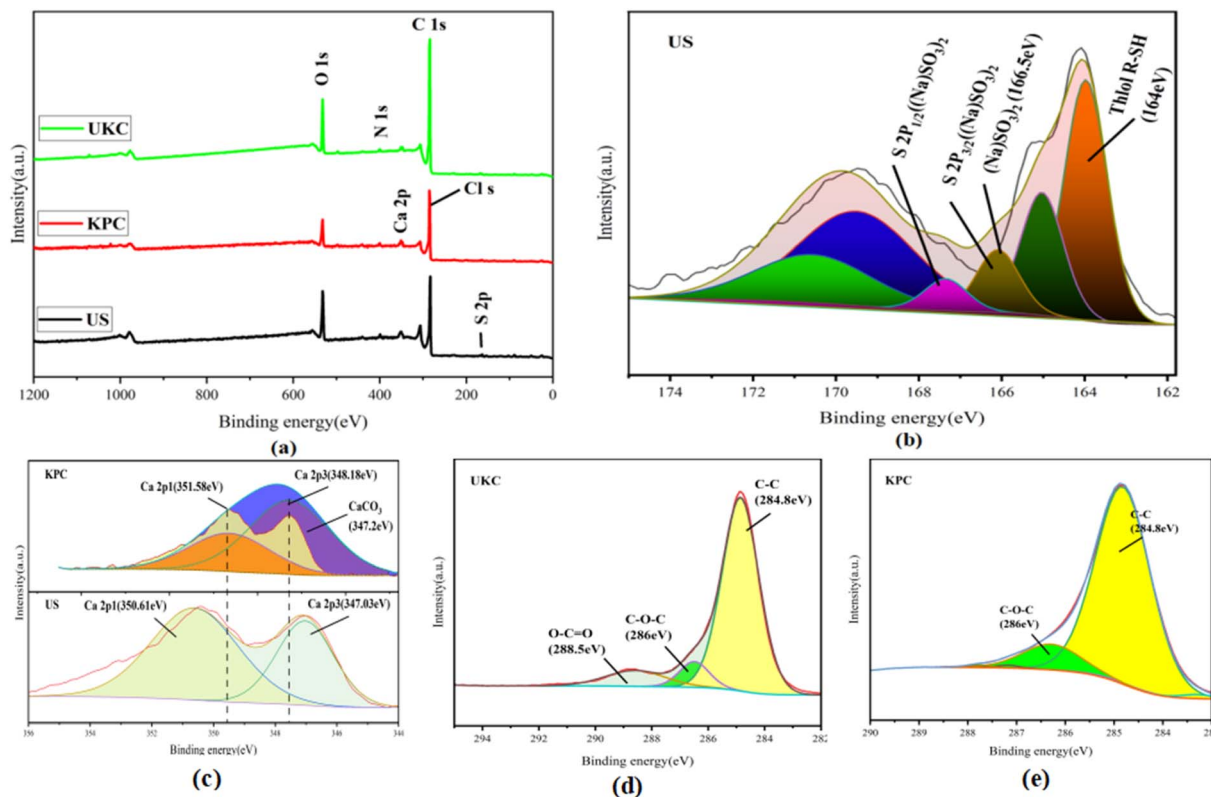 C 1s
O 1s
N 1s
UKC
Cl s
Ca 2p
KPC
S 2p
US
Intensity(a.u.)
1200 1000 800 600 400 200 0
Binding energy(eV)
(a)
US
S 2P1/2((Na)SO3)2
S 2P3/2((Na)SO3)2
(Na)SO3)2 (166.5eV)
Thlol R-SH
(164eV)
Intensity(a.u.)
174 172 170 168 166 164 162
Binding energy(eV)
(b)
KPC
Ca 2p1(351.58eV)
Ca 2p3(348.18eV)
CaCO3
(347.2eV)
US
Ca 2p1(350.61eV)
Ca 2p3(347.03eV)
Intensity(a.u.)
356 354 352 350 348 346 344
Binding energy(eV)
(c)
UKC
C-C
(284.8eV)
C-O-C
(286eV)
O-C=O
(288.5eV)
Intensity(a.u.)
294 292 290 288 286 284 282
Binding energy(eV)
(d)
KPC
C-C
(284.8eV)
C-O-C
(286eV)
Intensity(a.u.)
290 288 287 286 285 284 28
Binding energy(eV)
(e)